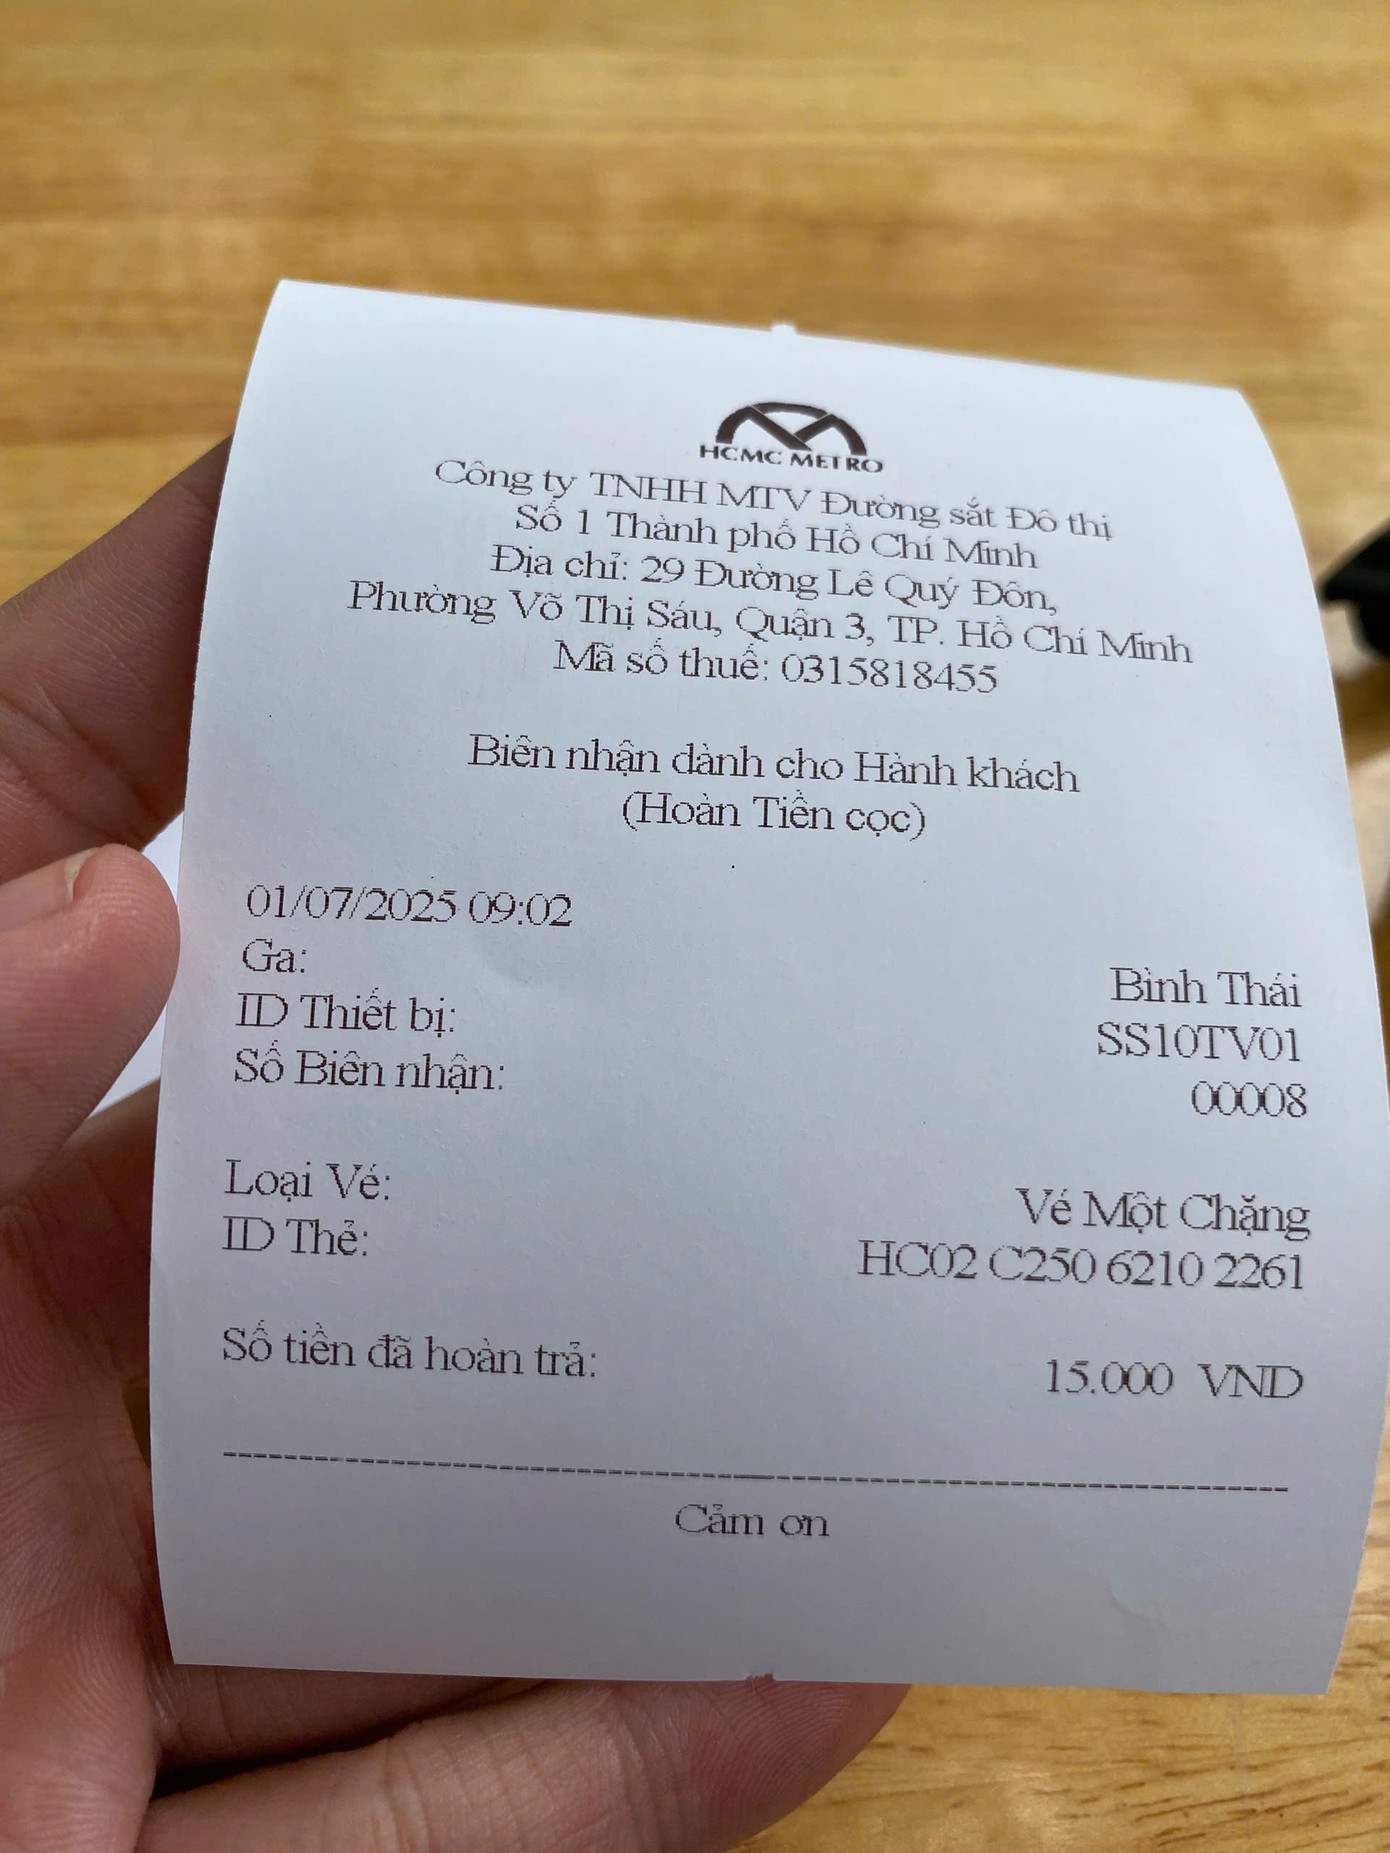 HCMC METRO
Công ty TNHH MTV Đường sắt Đô thị
Số 1 Thành phố Hồ Chí Minh
Địa chỉ: 29 Đường Lê Quý Đôn,
Phường Võ Thị Sáu, Quận 3, TP. Hồ Chí Minh
Mã số thuế: 0315818455
Biên nhận dành cho Hành khách
(Hoàn Tiền cọc)
01/07/2025 09:02
Ga: Bình Thái
ID Thiết bị: SS10TV01
Số Biên nhận: 00008
Loại Vé: Vé Một Chặng
ID Thẻ: HC02 C250 6210 2261
Số tiền đã hoàn trả: 15.000 VND
Cảm ơn